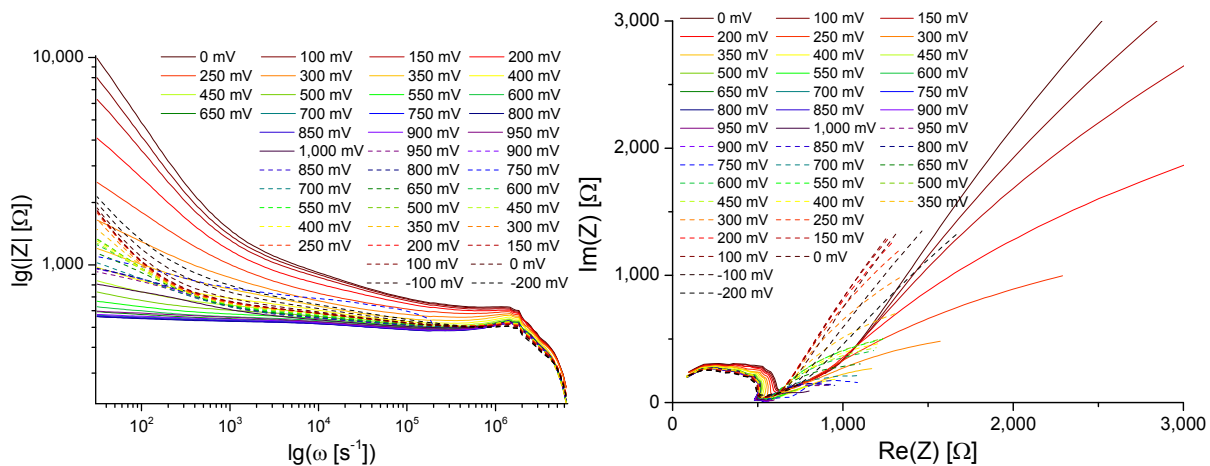 10,000
1,000
lg(|Z| [Ω])
0 mV 100 mV 150 mV 200 mV
250 mV 300 mV 350 mV 400 mV
450 mV 500 mV 550 mV 600 mV
650 mV 700 mV 750 mV 800 mV
850 mV 900 mV 950 mV
1,000 mV 950 mV 900 mV
850 mV 800 mV 750 mV
700 mV 650 mV 600 mV
550 mV 500 mV 450 mV
400 mV 350 mV 300 mV
250 mV 200 mV 150 mV
100 mV 0 mV
-100 mV -200 mV
10² 10³ 10⁴ 10⁵ 10⁶
lg(ω [s⁻¹])
3,000
2,000
1,000
0
Im(Z) [Ω]
0 mV 100 mV 150 mV
200 mV 250 mV 300 mV
350 mV 400 mV 450 mV
500 mV 550 mV 600 mV
650 mV 700 mV 750 mV
800 mV 850 mV 900 mV
950 mV 1,000 mV 950 mV
900 mV 850 mV 800 mV
750 mV 700 mV 650 mV
600 mV 550 mV 500 mV
450 mV 400 mV 350 mV
300 mV 250 mV
200 mV 150 mV
100 mV 0 mV
-100 mV
-200 mV
0 1,000 2,000 3,000
Re(Z) [Ω]